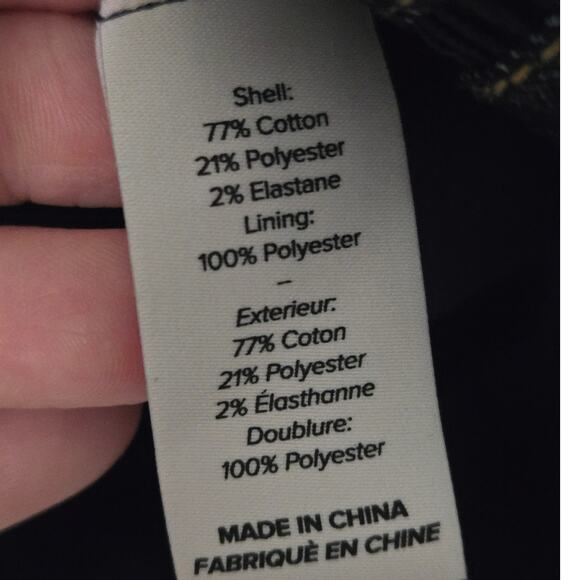 Shell:
77% Cotton
21% Polyester
2% Elastane
Lining:
100% Polyester
–
Exterieur:
77% Coton
21% Polyester
2% Élasthanne
Doublure:
100% Polyester
MADE IN CHINA
FABRIQUÈ EN CHINE